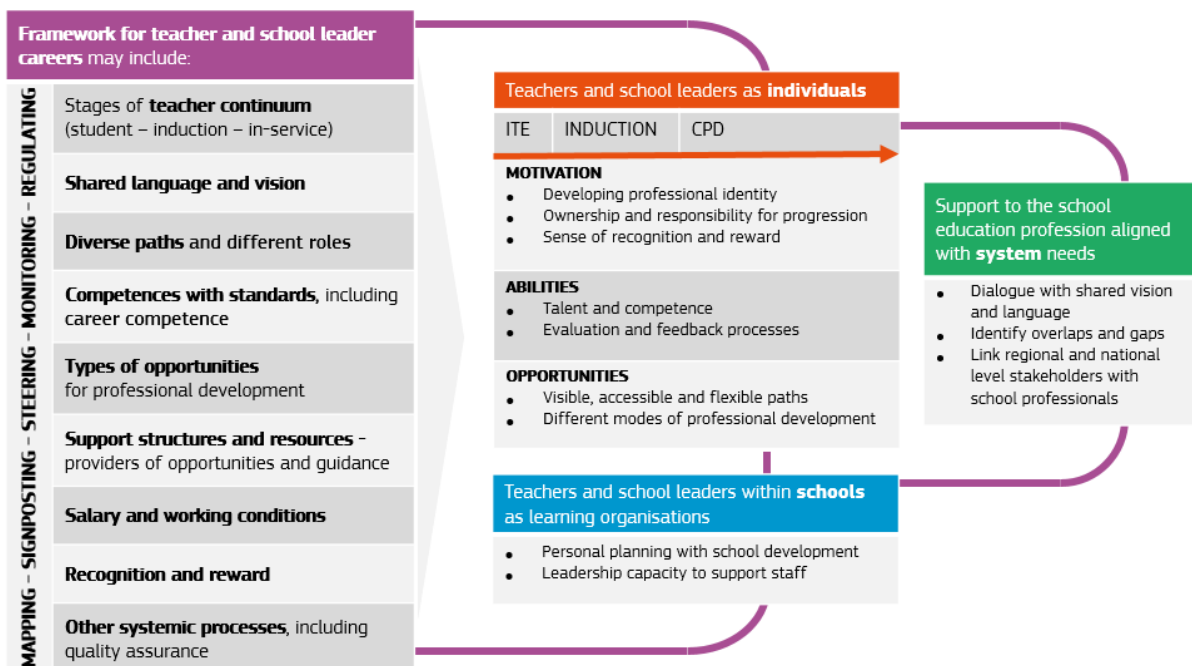 Framework for teacher and school leader
careers may include:
MAPPING – SIGNPOSTING – STEERING – MONITORING – REGULATING
Stages of teacher continuum
(student – induction – in-service)
Shared language and vision
Diverse paths and different roles
Competences with standards, including
career competence
Types of opportunities
for professional development
Support structures and resources -
providers of opportunities and guidance
Salary and working conditions
Recognition and reward
Other systemic processes, including
quality assurance
Teachers and school leaders as individuals
ITE INDUCTION CPD
MOTIVATION
• Developing professional identity
• Ownership and responsibility for progression
• Sense of recognition and reward
ABILITIES
• Talent and competence
• Evaluation and feedback processes
OPPORTUNITIES
• Visible, accessible and flexible paths
• Different modes of professional development
Teachers and school leaders within schools
as learning organisations
• Personal planning with school development
• Leadership capacity to support staff
Support to the school
education profession aligned
with system needs
• Dialogue with shared vision
and language
• Identify overlaps and gaps
• Link regional and national
level stakeholders with
school professionals